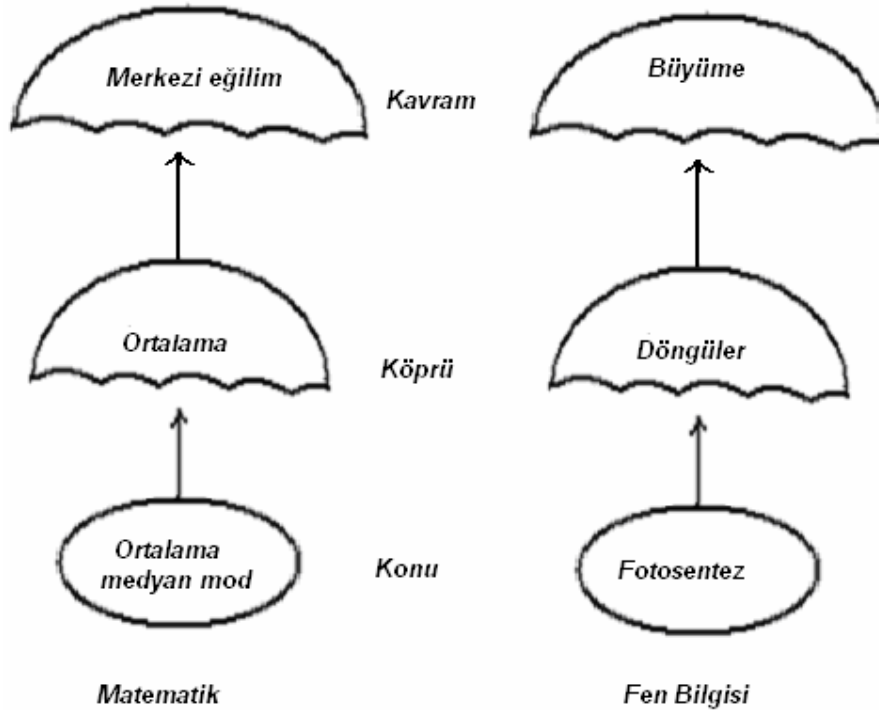 Merkezi eğilim
Kavram
Büyüme
Ortalama
Köprü
Döngüler
Ortalama
medyan mod
Konu
Fotosentez
Matematik
Fen Bilgisi